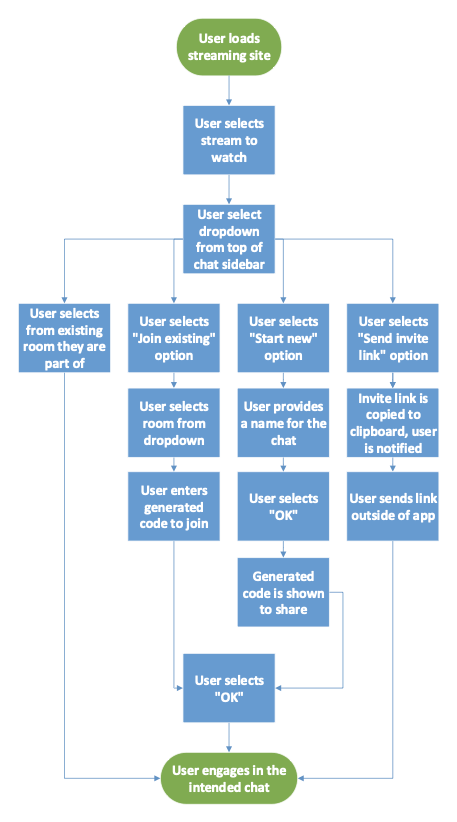 User loads
streaming site
User selects
stream to
watch
User select
dropdown
from top of
chat sidebar
User selects
from existing
room they are
part of
User selects
"Join existing"
option
User selects
"Start new"
option
User selects
"Send invite
link" option
User selects
room from
dropdown
User provides
a name for the
chat
Invite link is
copied to
clipboard, user
is notified
User enters
generated
code to join
User selects
"OK"
User sends link
outside of app
Generated
code is shown
to share
User selects
"OK"
User engages in the
intended chat